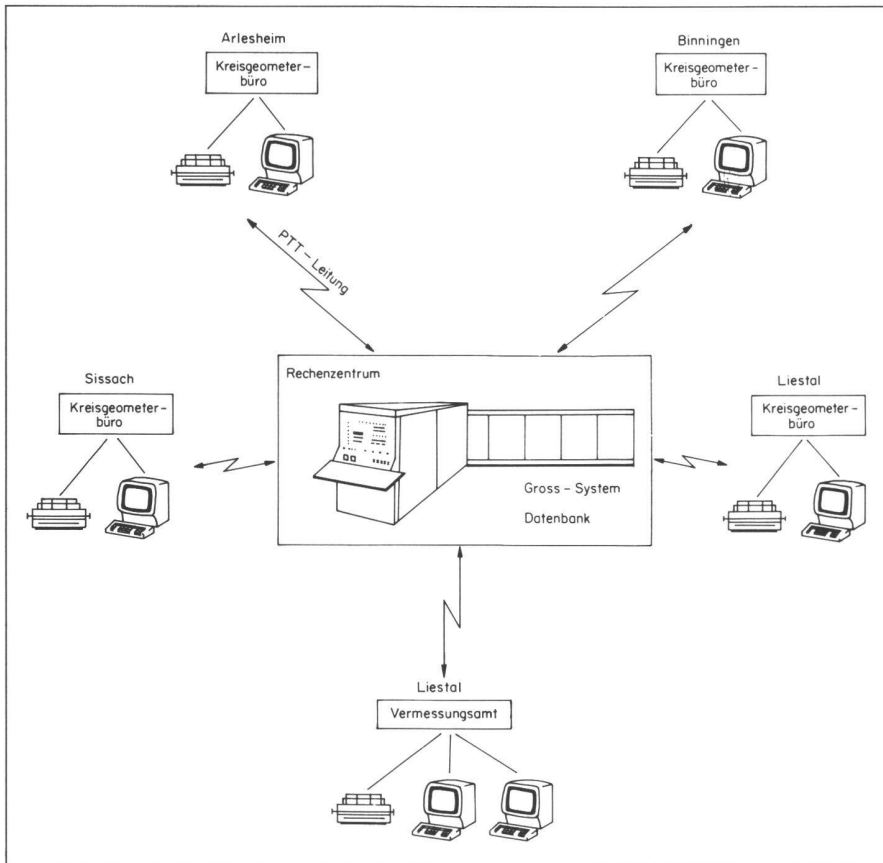 Arlesheim
Kreisgeometer–
büro
Binningen
Kreisgeometer–
büro
PTT – Leitung
Sissach
Kreisgeometer–
büro
Rechenzentrum
Gross – System
Datenbank
Liestal
Kreisgeometer–
büro
Liestal
Vermessungsamt